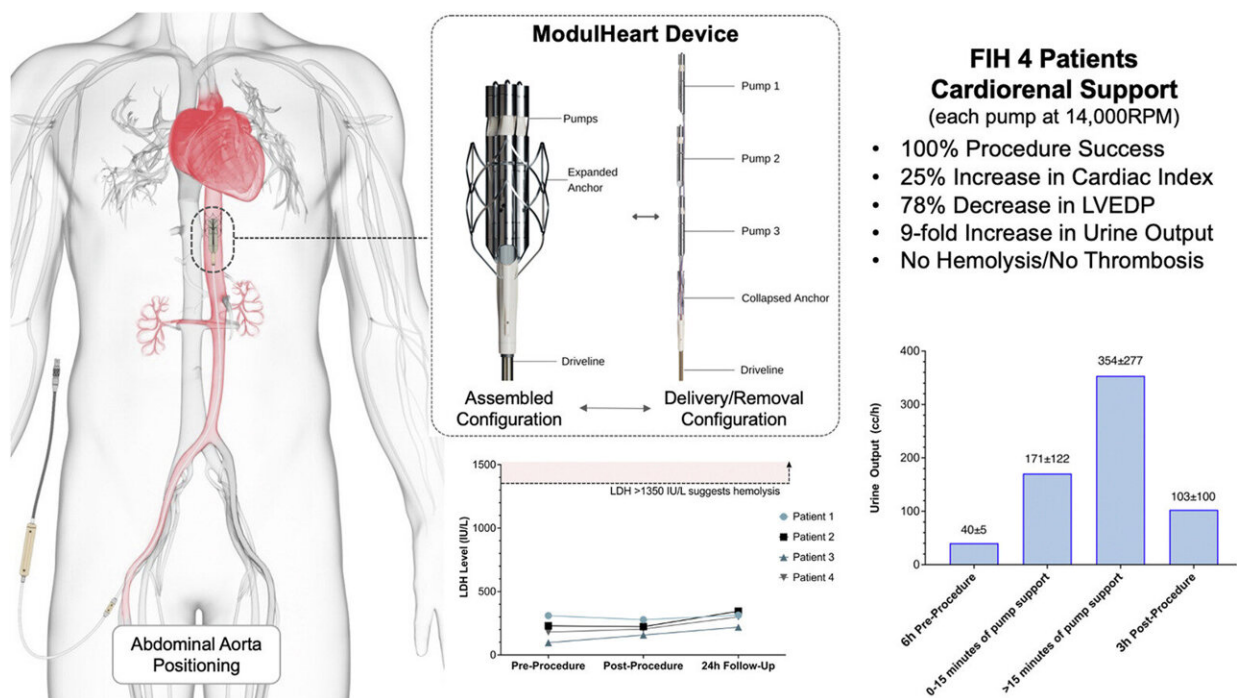 Abdominal Aorta
Positioning
ModulHeart Device
Pumps
Expanded
Anchor
Driveline
Assembled
Configuration
Pump 1
Pump 2
Pump 3
Collapsed Anchor
Driveline
Delivery/Removal
Configuration
1500
1000
500
0
LDH Level (IU/L)
LDH >1350 IU/L suggests hemolysis
Patient 1
Patient 2
Patient 3
Patient 4
Pre-Procedure
Post-Procedure
24h Follow-Up
FIH 4 Patients
Cardiorenal Support
(each pump at 14,000RPM)
• 100% Procedure Success
• 25% Increase in Cardiac Index
• 78% Decrease in LVEDP
• 9-fold Increase in Urine Output
• No Hemolysis/No Thrombosis
400
300
200
100
0
Urine Output (cc/h)
40±5
171±122
354±277
103±100
6h Pre-Procedure
0-15 minutes of pump support
>15 minutes of pump support
3h Post-Procedure